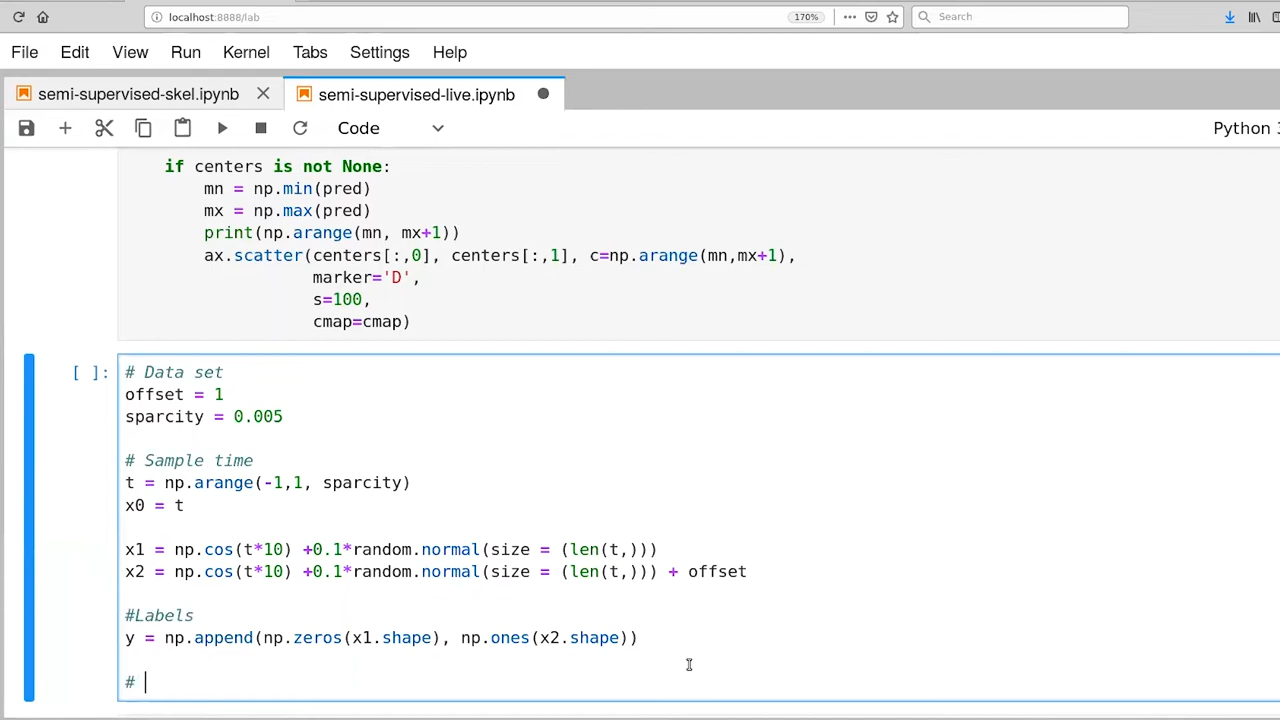 localhost:8888/lab
170%
Search
File Edit View Run Kernel Tabs Settings Help
semi-supervised-skel.ipynb
semi-supervised-live.ipynb
Code
Python 3
if centers is not None:
mn = np.min(pred)
mx = np.max(pred)
print(np.arange(mn, mx+1))
ax.scatter(centers[:,0], centers[:,1], c=np.arange(mn,mx+1),
marker='D',
s=100,
cmap=cmap)
[ ]:
# Data set
offset = 1
sparcity = 0.005
# Sample time
t = np.arange(-1,1, sparcity)
x0 = t
x1 = np.cos(t*10) +0.1*random.normal(size = (len(t,)))
x2 = np.cos(t*10) +0.1*random.normal(size = (len(t,))) + offset
#Labels
y = np.append(np.zeros(x1.shape), np.ones(x2.shape))
#